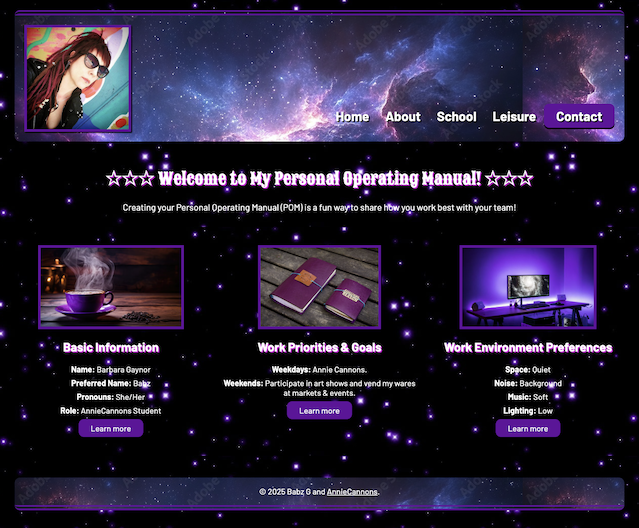 Home About School Leisure Contact
☆☆☆ Welcome to My Personal Operating Manual! ☆☆☆
Creating your Personal Operating Manual (POM) is a fun way to share how you work best with your team!
Basic Information
Name: Barbara Gaynor
Preferred Name: Babz
Pronouns: She/Her
Role: AnnieCannons Student
Learn more
Work Priorities & Goals
Weekdays: Annie Cannons.
Weekends: Participate in art shows and vend my wares
at markets & events.
Learn more
Work Environment Preferences
Space: Quiet
Noise: Background
Music: Soft
Lighting: Low
Learn more
© 2025 Babz G and AnnieCannons.